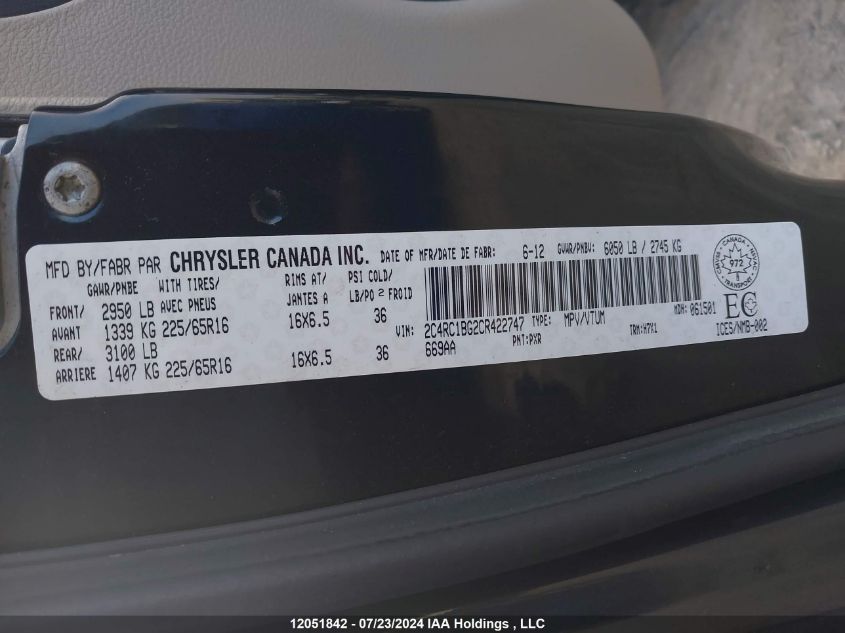 MFD BY/FABR PAR CHRYSLER CANADA INC. DATE OF MFR/DATE DE FABR: 6-12 GVWR/PNBV: 6050 LB / 2745 KG
GAWR/PNBE WITH TIRES/ RIMS AT/ PSI COLD/
AVEC PNEUS JANTES A LB/PO 2 FROID
FRONT/ 2950 LB
AVANT 1339 KG 225/65R16 16X6.5 36
REAR/ 3100 LB
ARRIERE 1407 KG 225/65R16 16X6.5 36
VIN: 2C4RC1BG2CR422747 TYPE: MPV/VTUM MDH: 061501
669AA PNT:PXR TRM:H7X1
CANADA
972
TRANSPORT
EC
ICES/NMB-002
12051842 - 07/23/2024 IAA Holdings , LLC